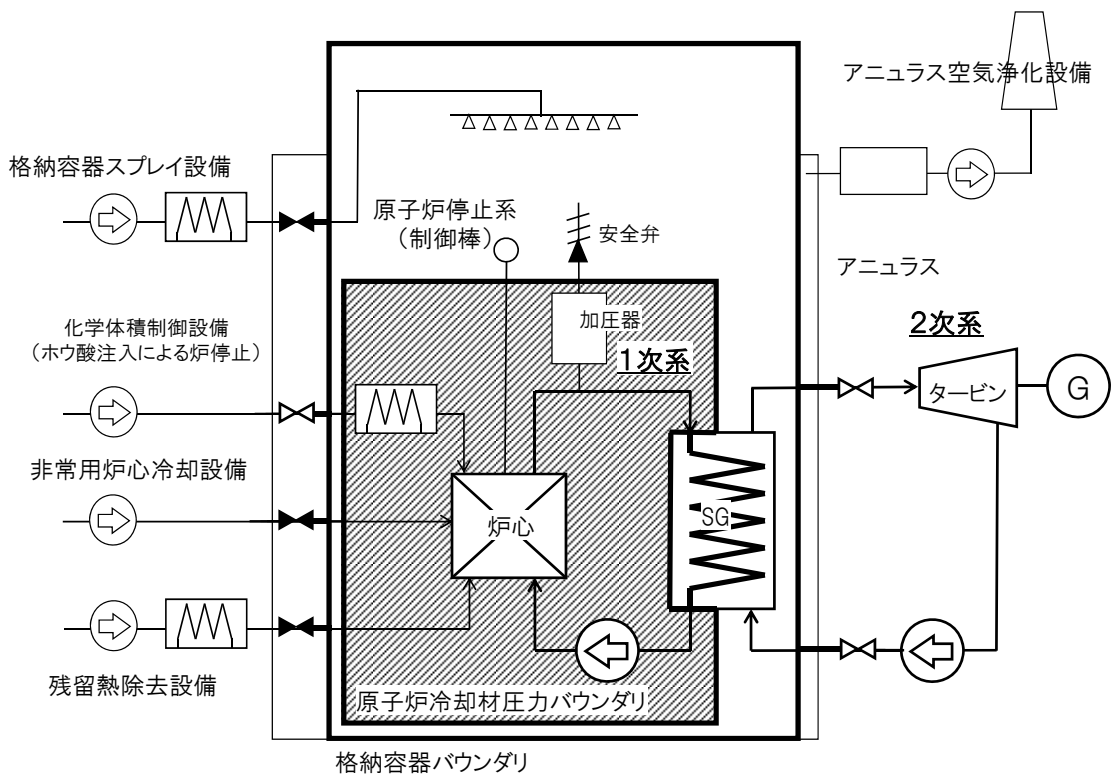 アニュラス空気浄化設備
格納容器スプレイ設備
原子炉停止系
（制御棒）
安全弁
アニュラス
化学体積制御設備
（ホウ酸注入による炉停止）
加圧器
1次系
2次系
タービン
G
非常用炉心冷却設備
炉心
SG
残留熱除去設備
原子炉冷却材圧力バウンダリ
格納容器バウンダリ